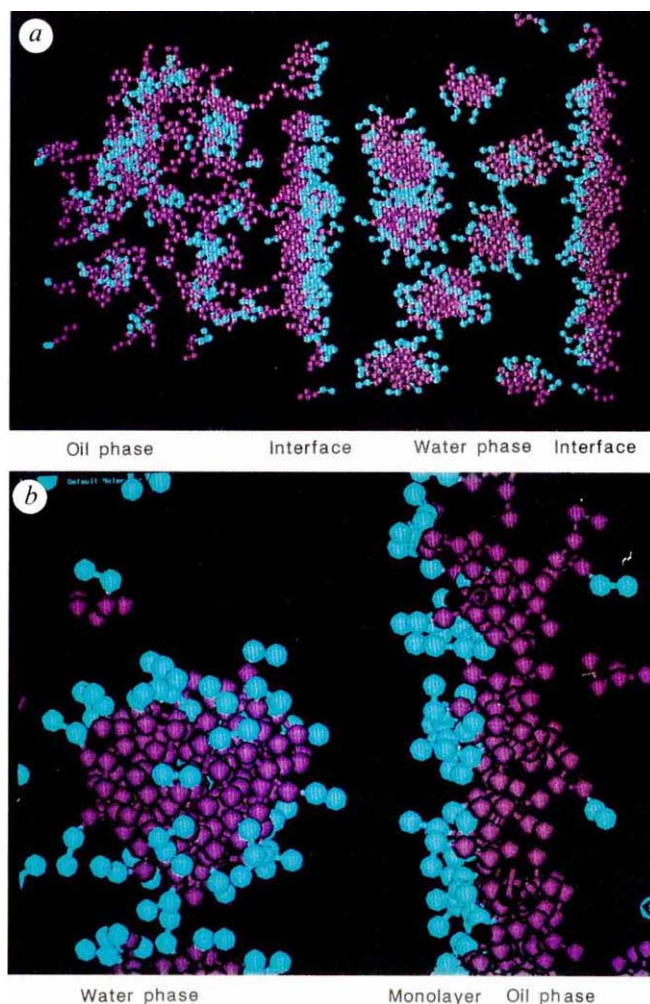 a
Oil phase Interface Water phase Interface
b
Water phase Monolayer Oil phase